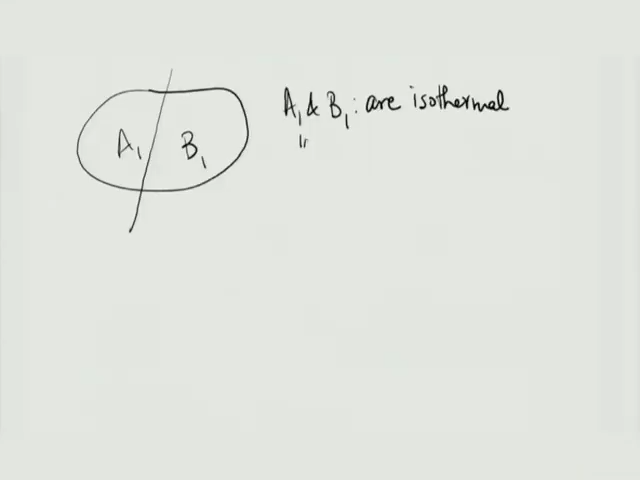 A₁ B₁
A₁ & B₁ : are isothermal
"